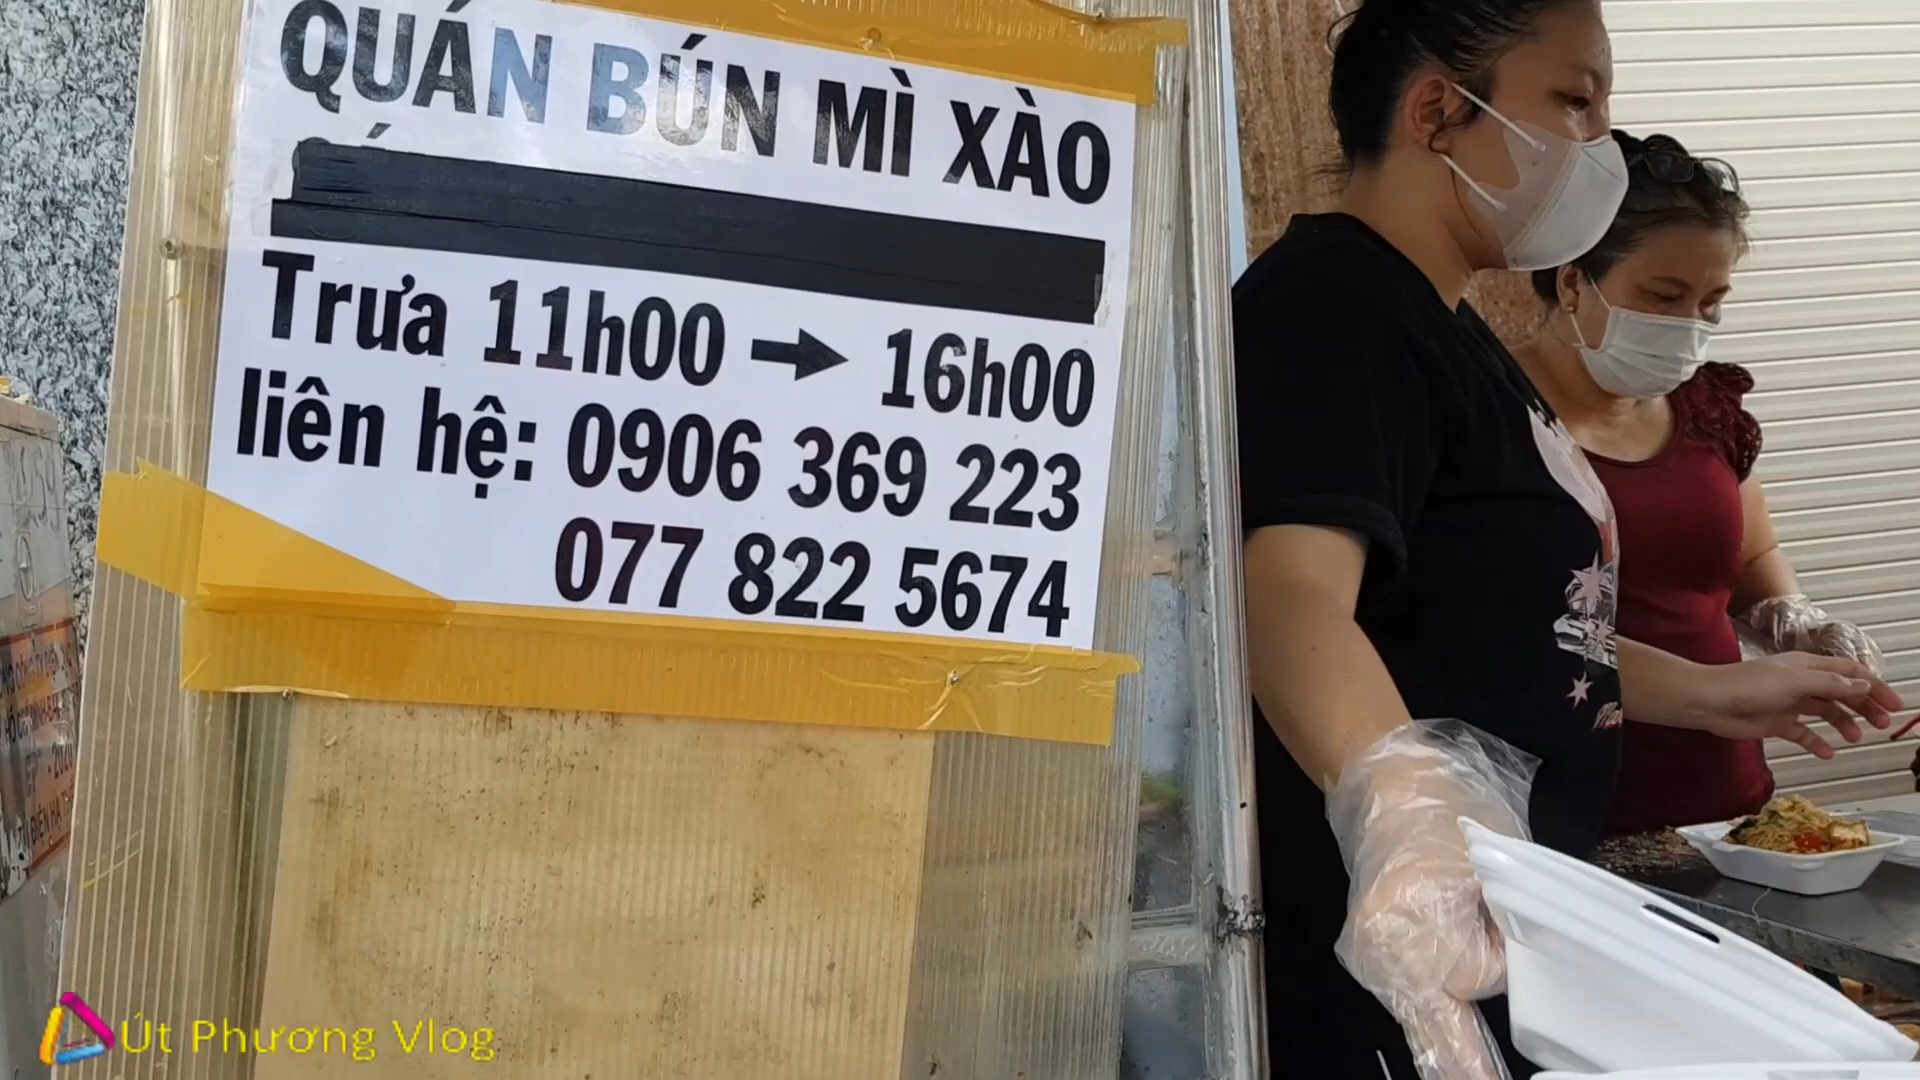 QUÁN BÚN MÌ XÀO
Trưa 11h00 → 16h00
liên hệ: 0906 369 223
077 822 5674
Út Phương Vlog